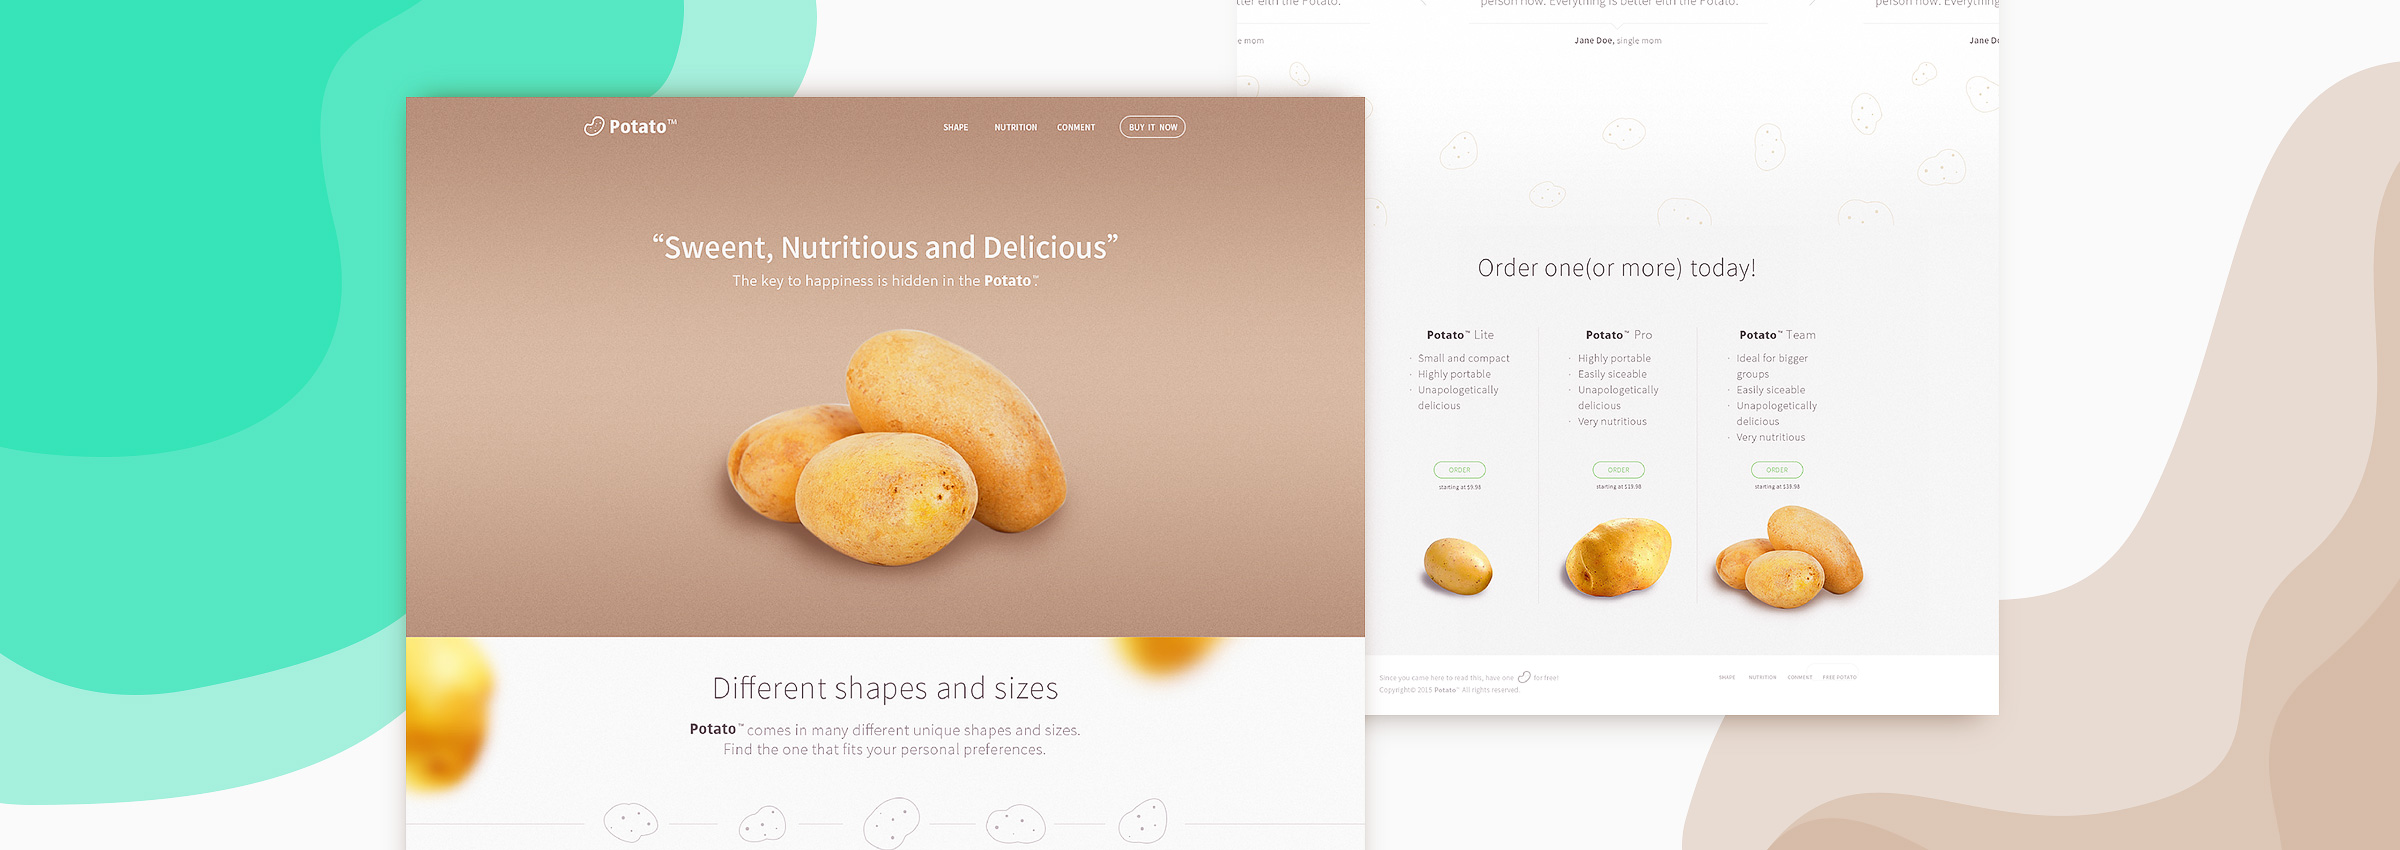 Potato™
SHAPE NUTRITION CONMENT BUY IT NOW
“Sweent, Nutritious and Delicious”
The key to happiness is hidden in the Potato™.
Different shapes and sizes
Potato™ comes in many different unique shapes and sizes.
Find the one that fits your personal preferences.
tter eith the Potato.
person now. Everything is better eith the Potato.
person now. Everything
e mom
Jane Doe, single mom
Jane Do
Order one(or more) today!
Potato™ Lite
· Small and compact
· Highly portable
· Unapologetically
delicious
ORDER
starting at $9.98
Potato™ Pro
· Highly portable
· Easily siceable
· Unapologetically
delicious
· Very nutritious
ORDER
starting at $19.98
Potato™ Team
· Ideal for bigger
groups
· Easily siceable
· Unapologetically
delicious
· Very nutritious
ORDER
starting at $38.98
Since you came here to read this, have one for free!
Copyright© 2015 Potato™ All rights reserved.
SHAPE NUTRITION CONMENT FREE POTATO